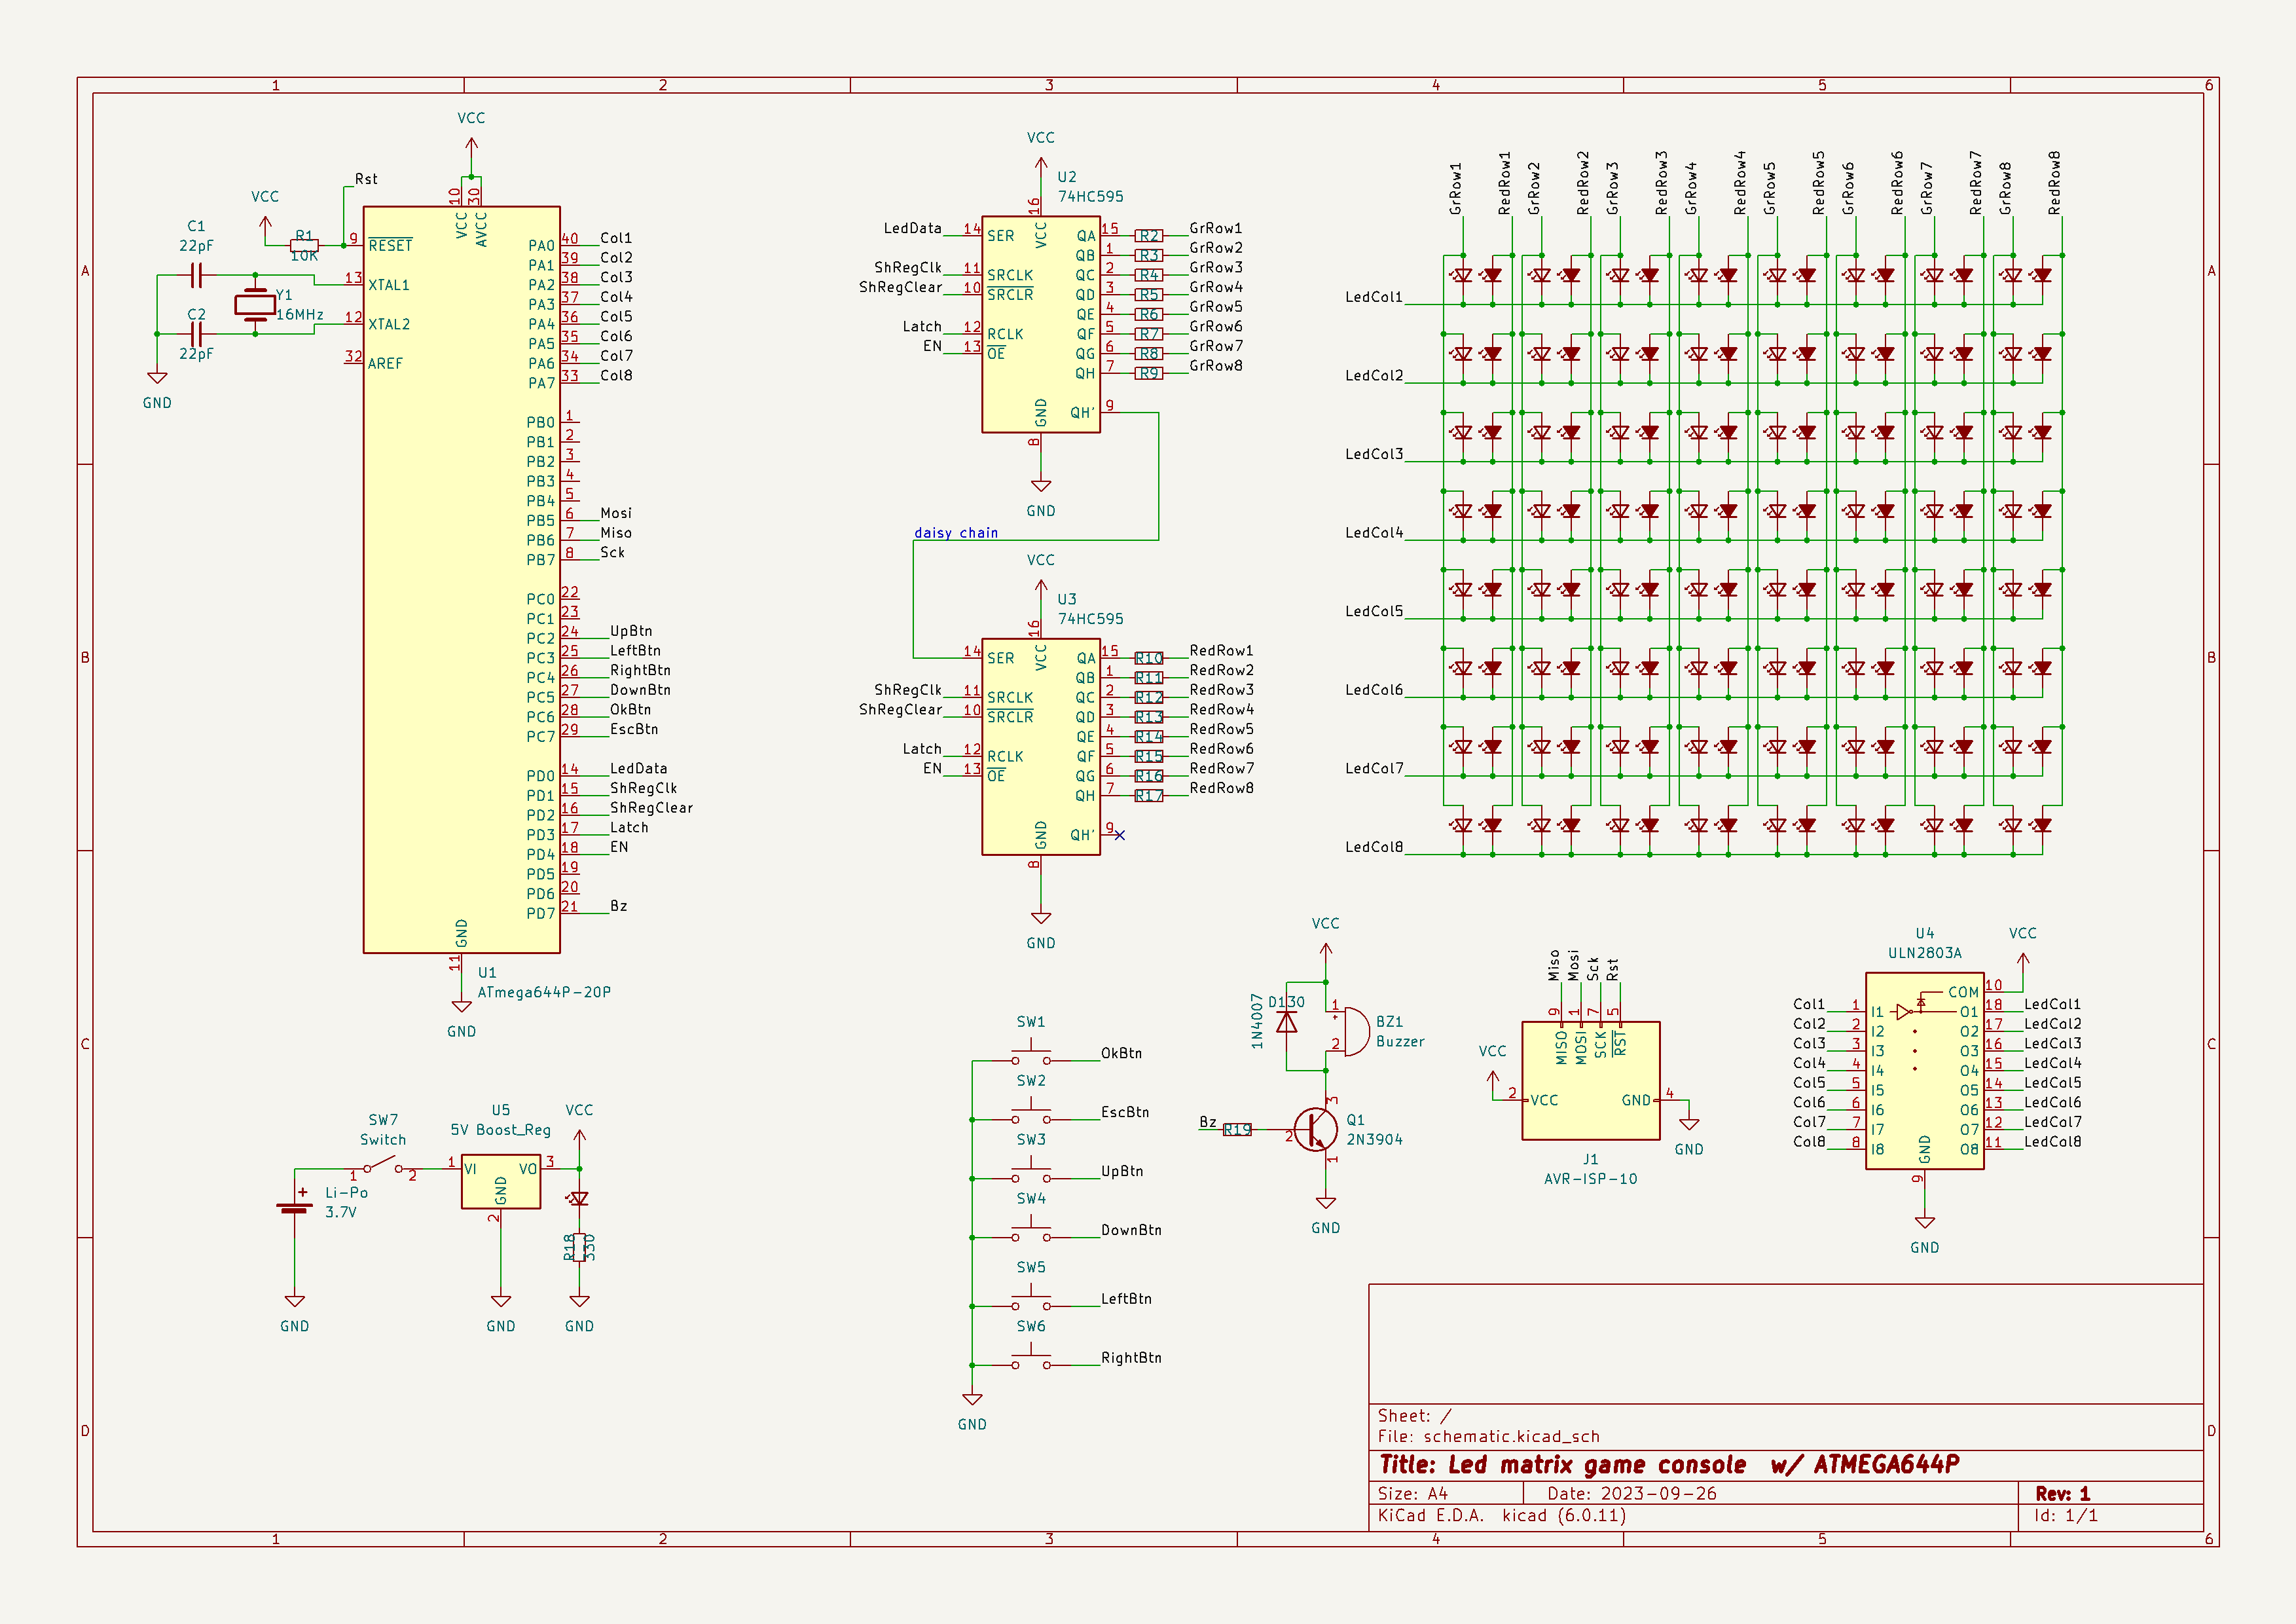 1 2 3 4 5 6
A
B
C
D
VCC
Rst
VCC
R1
10K
C1
22pF
Y1
16MHz
C2
22pF
GND
10 VCC
30 AVCC
9 RESET
13 XTAL1
12 XTAL2
32 AREF
PA0 40 Col1
PA1 39 Col2
PA2 38 Col3
PA3 37 Col4
PA4 36 Col5
PA5 35 Col6
PA6 34 Col7
PA7 33 Col8
PB0 1
PB1 2
PB2 3
PB3 4
PB4 5
PB5 6 Mosi
PB6 7 Miso
PB7 8 Sck
PC0 22
PC1 23
PC2 24 UpBtn
PC3 25 LeftBtn
PC4 26 RightBtn
PC5 27 DownBtn
PC6 28 OkBtn
PC7 29 EscBtn
PD0 14 LedData
PD1 15 ShRegClk
PD2 16 ShRegClear
PD3 17 Latch
PD4 18 EN
PD5 19
PD6 20
PD7 21 Bz
GND
11
U1
ATmega644P-20P
GND
VCC
U2
74HC595
16
VCC
LedData 14 SER
ShRegClk 11 SRCLK
ShRegClear 10 SRCLR
Latch 12 RCLK
EN 13 OE
QA 15 R2 GrRow1
QB 1 R3 GrRow2
QC 2 R4 GrRow3
QD 3 R5 GrRow4
QE 4 R6 GrRow5
QF 5 R7 GrRow6
QG 6 R8 GrRow7
QH 7 R9 GrRow8
QH' 9
GND
8
GND
daisy chain
VCC
U3
74HC595
16
VCC
14 SER
ShRegClk 11 SRCLK
ShRegClear 10 SRCLR
Latch 12 RCLK
EN 13 OE
QA 15 R10 RedRow1
QB 1 R11 RedRow2
QC 2 R12 RedRow3
QD 3 R13 RedRow4
QE 4 R14 RedRow5
QF 5 R15 RedRow6
QG 6 R16 RedRow7
QH 7 R17 RedRow8
QH' 9
GND
8
GND
GrRow1 RedRow1 GrRow2 RedRow2 GrRow3 RedRow3 GrRow4 RedRow4 GrRow5 RedRow5 GrRow6 RedRow6 GrRow7 RedRow7 GrRow8 RedRow8
LedCol1
LedCol2
LedCol3
LedCol4
LedCol5
LedCol6
LedCol7
LedCol8
SW7
Switch
1 2
Li-Po
3.7V
+
GND
U5
5V Boost_Reg
1 VI VO 3
GND
2
GND
VCC
R18
330
GND
SW1
OkBtn
SW2
EscBtn
SW3
UpBtn
SW4
DownBtn
SW5
LeftBtn
SW6
RightBtn
GND
VCC
D130
1N4007
1
+
2
BZ1
Buzzer
Bz R19 2
3
Q1
2N3904
1
GND
Miso Mosi Sck Rst
9 1 7 5
MISO MOSI SCK RST
VCC
2 VCC
GND 4
GND
J1
AVR-ISP-10
U4
ULN2803A
VCC
COM 10
Col1 1 I1 O1 18 LedCol1
Col2 2 I2 O2 17 LedCol2
Col3 3 I3 O3 16 LedCol3
Col4 4 I4 O4 15 LedCol4
Col5 5 I5 O5 14 LedCol5
Col6 6 I6 O6 13 LedCol6
Col7 7 I7 O7 12 LedCol7
Col8 8 I8 O8 11 LedCol8
GND
9
GND
Sheet: /
File: schematic.kicad_sch
Title: Led matrix game console w/ ATMEGA644P
Size: A4 Date: 2023-09-26 Rev: 1
KiCad E.D.A. kicad (6.0.11) Id: 1/1
A
B
C
D
1 2 3 4 5 6